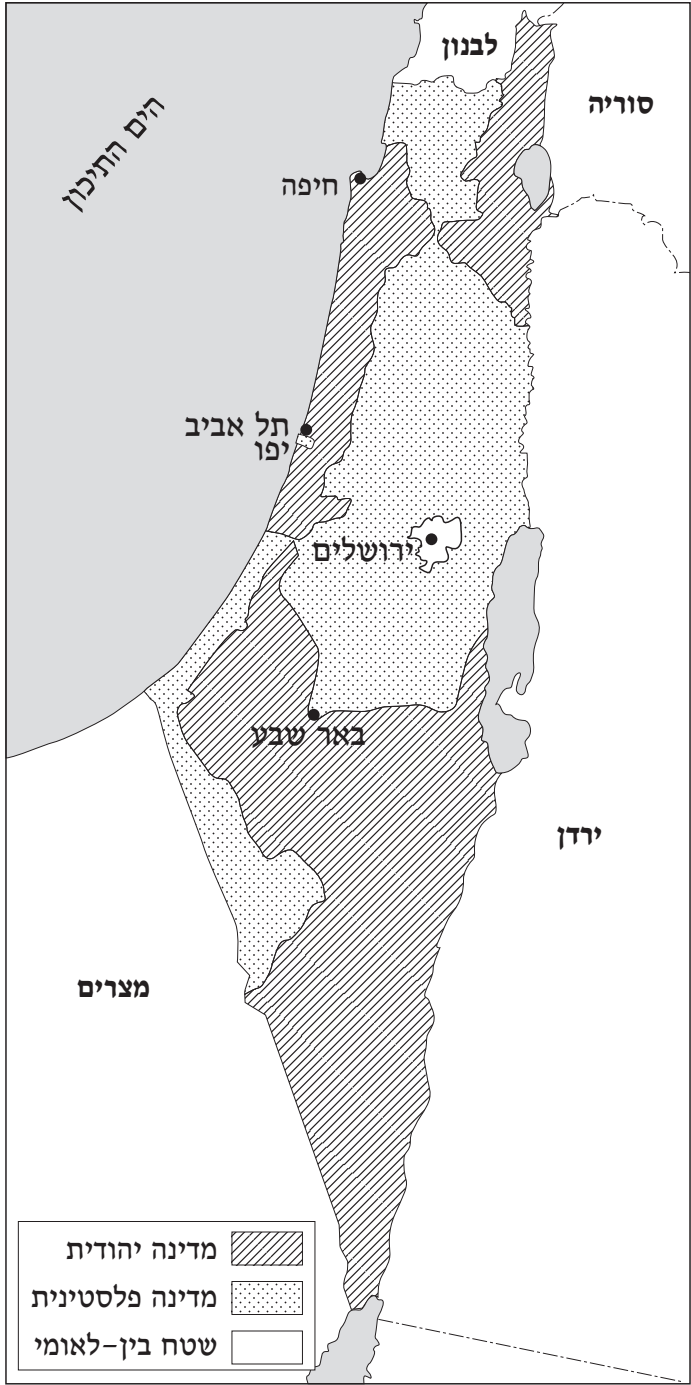 לבנון
סוריה
הים התיכון
חיפה
תל אביב
יפו
ירושלים
באר שבע
ירדן
מצרים
מדינה יהודית
מדינה פלסטינית
שטח בין-לאומי